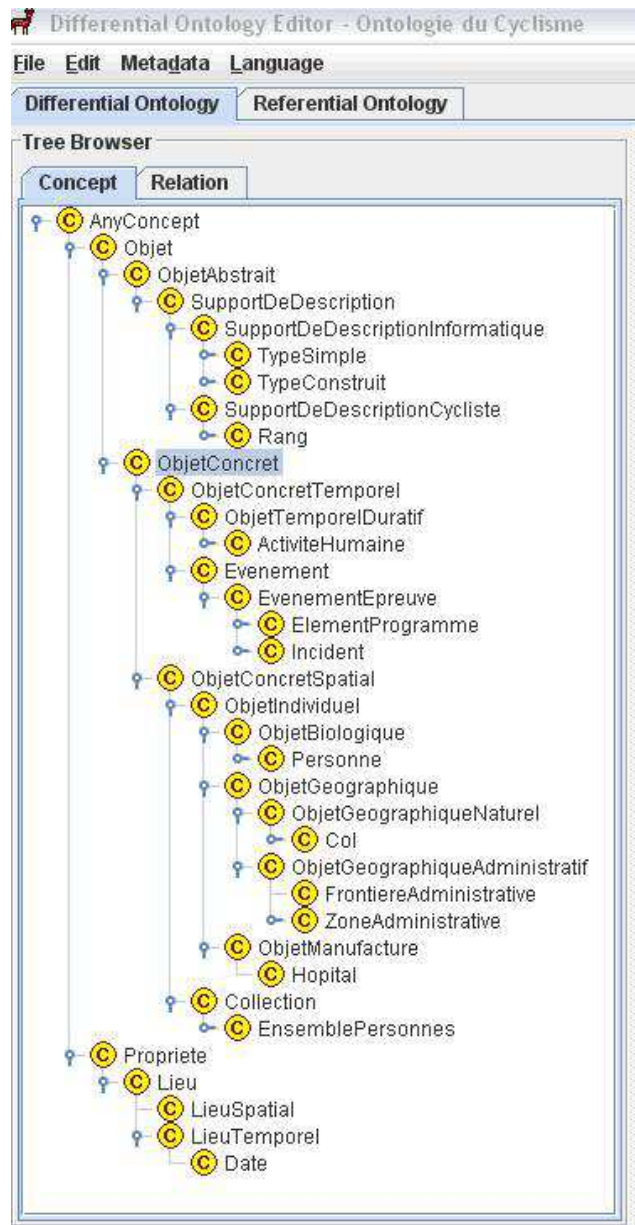 Differential Ontology Editor - Ontologie du Cyclisme
File Edit Metadata Language
Differential Ontology Referential Ontology
Tree Browser
Concept Relation
C AnyConcept
C Objet
C ObjetAbstrait
C SupportDeDescription
C SupportDeDescriptionInformatique
C TypeSimple
C TypeConstruit
C SupportDeDescriptionCycliste
C Rang
C ObjetConcret
C ObjetConcretTemporel
C ObjetTemporelDuratif
C ActiviteHumaine
C Evenement
C EvenementEpreuve
C ElementProgramme
C Incident
C ObjetConcretSpatial
C ObjetIndividuel
C ObjetBiologique
C Personne
C ObjetGeographique
C ObjetGeographiqueNaturel
C Col
C ObjetGeographiqueAdministratif
C FrontiereAdministrative
C ZoneAdministrative
C ObjetManufacture
C Hopital
C Collection
C EnsemblePersonnes
C Propriete
C Lieu
C LieuSpatial
C LieuTemporel
C Date